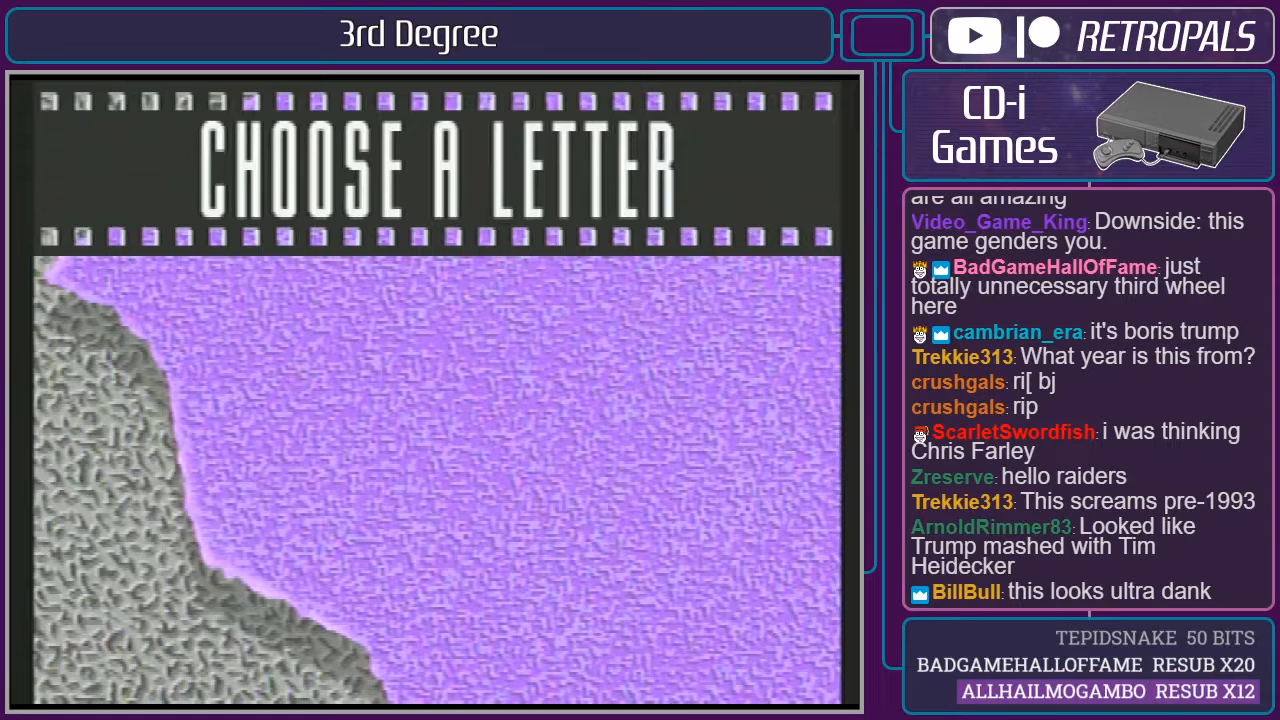 3rd Degree
RETROPALS
CHOOSE A LETTER
CD-i
Games
are all amazing
Video_Game_King: Downside: this
game genders you.
BadGameHallOfFame: just
totally unnecessary third wheel
here
cambrian_era: it's boris trump
Trekkie313: What year is this from?
crushgals: ri[ bj
crushgals: rip
ScarletSwordfish: i was thinking
Chris Farley
Zreserve: hello raiders
Trekkie313: This screams pre-1993
ArnoldRimmer83: Looked like
Trump mashed with Tim
Heidecker
BillBull: this looks ultra dank
TEPIDSNAKE 50 BITS
BADGAMEHALLOFFAME RESUB X20
ALLHAILMOGAMBO RESUB X12